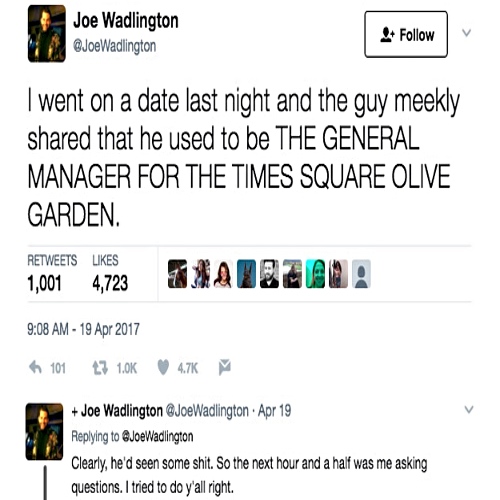 Joe Wadlington
@JoeWadlington
Follow
I went on a date last night and the guy meekly
shared that he used to be THE GENERAL
MANAGER FOR THE TIMES SQUARE OLIVE
GARDEN.
RETWEETS LIKES
1,001 4,723
9:08 AM - 19 Apr 2017
101 1.0K 4.7K
+ Joe Wadlington @JoeWadlington · Apr 19
Replying to @JoeWadlington
Clearly, he'd seen some shit. So the next hour and a half was me asking
questions. I tried to do y'all right.